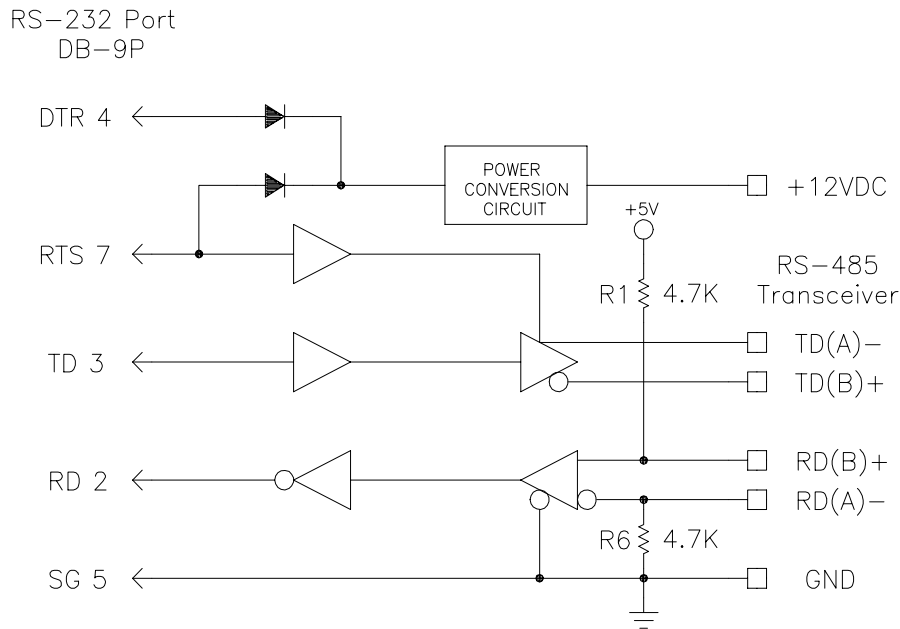 RS-232 Port
DB-9P
DTR 4
POWER
CONVERSION
CIRCUIT
+12VDC
+5V
RTS 7
RS-485
Transceiver
R1 4.7K
TD 3
TD(A)-
TD(B)+
RD 2
RD(B)+
RD(A)-
R6 4.7K
SG 5
GND